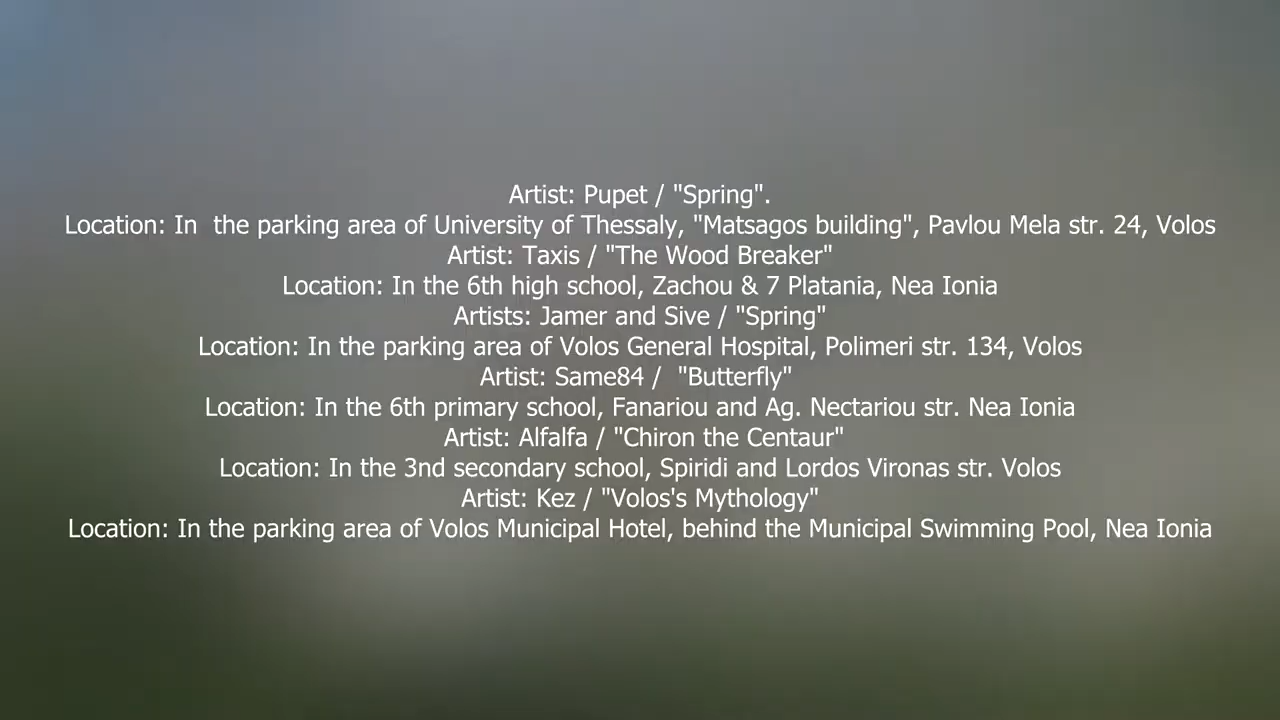 Artist: Pupet / "Spring".
Location: In  the parking area of University of Thessaly, "Matsagos building", Pavlou Mela str. 24, Volos
Artist: Taxis / "The Wood Breaker"
Location: In the 6th high school, Zachou & 7 Platania, Nea Ionia
Artists: Jamer and Sive / "Spring"
Location: In the parking area of Volos General Hospital, Polimeri str. 134, Volos
Artist: Same84 /  "Butterfly"
Location: In the 6th primary school, Fanariou and Ag. Nectariou str. Nea Ionia
Artist: Alfalfa / "Chiron the Centaur"
Location: In the 3nd secondary school, Spiridi and Lordos Vironas str. Volos
Artist: Kez / "Volos's Mythology"
Location: In the parking area of Volos Municipal Hotel, behind the Municipal Swimming Pool, Nea Ionia